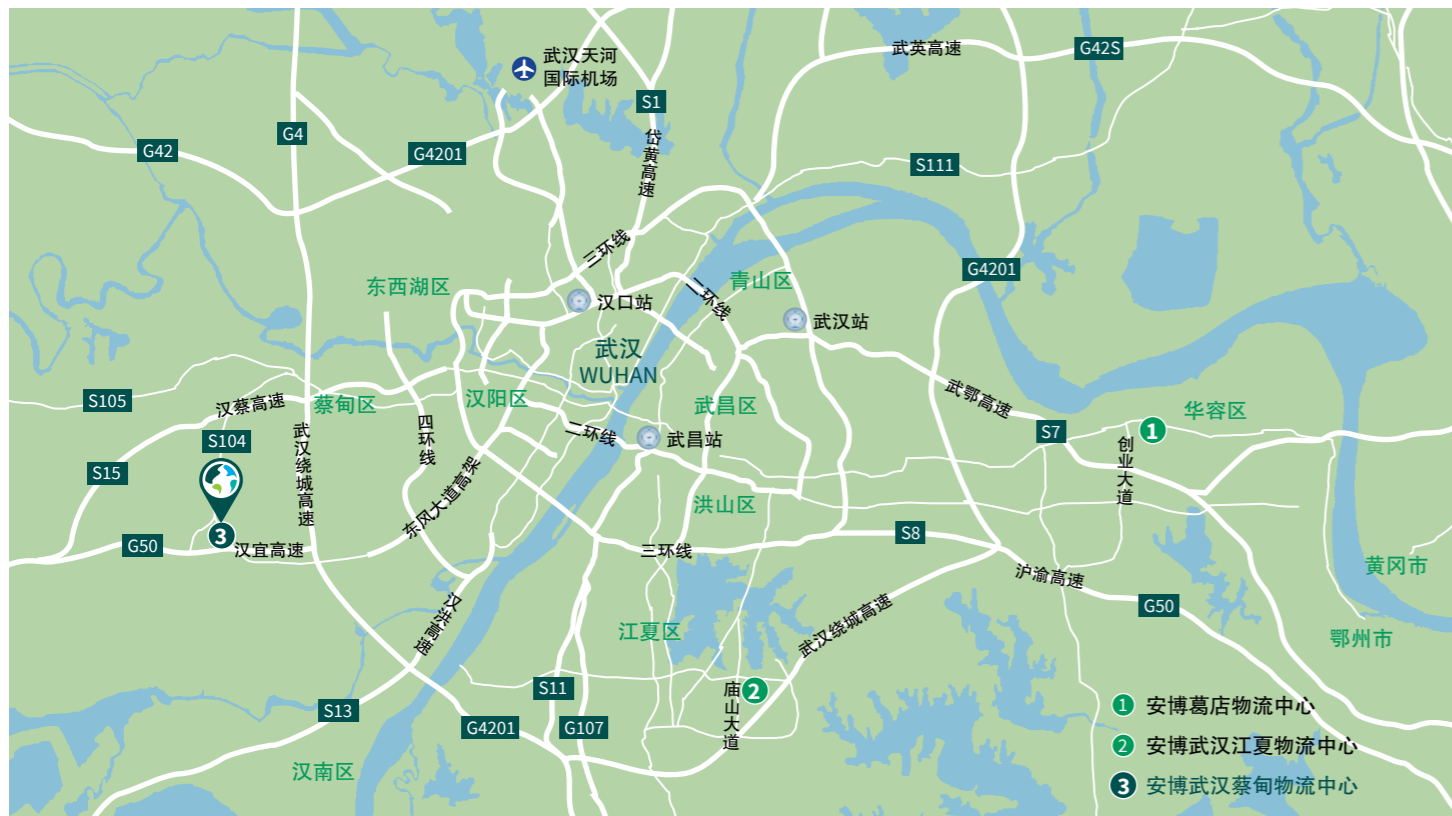 武汉天河
国际机场
武英高速
G42S
S1
G4
G42
G4201
岱黄高速
S111
三环线
G4201
东西湖区
青山区
二环线
汉口站
武汉站
武汉
WUHAN
S105
汉蔡高速
蔡甸区
汉阳区
武昌区
武鄂高速
华容区
S104
四环线
二环线
武昌站
S7
1
创业大道
武汉绕城高速
S15
东风大道高架
洪山区
3
G50
汉宜高速
三环线
S8
沪渝高速
黄冈市
汉洪高速
G50
江夏区
武汉绕城高速
鄂州市
S11
庙山大道
2
S13
G4201
G107
汉南区
1 安博葛店物流中心
2 安博武汉江夏物流中心
3 安博武汉蔡甸物流中心